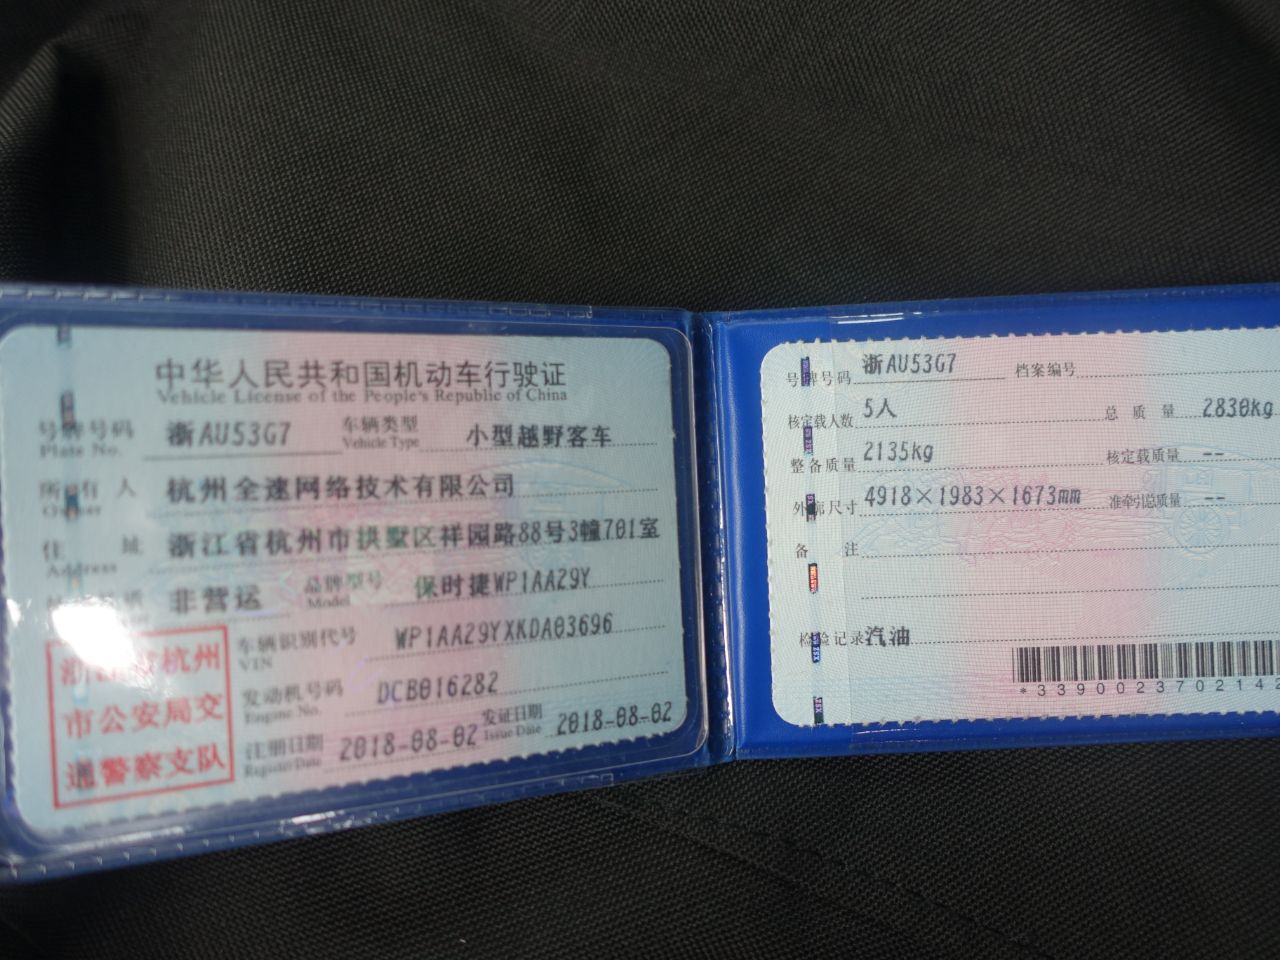 中华人民共和国机动车行驶证
Vehicle License of the People's Republic of China
号牌号码 浙AU53G7 车辆类型 小型越野客车
Plate No. Vehicle Type
所有人 杭州全速网络技术有限公司
Owner
住址 浙江省杭州市拱墅区祥园路88号3幢701室
Address
非营运 品牌型号 保时捷WP1AA29Y
Model
车辆识别代号 WP1AA29YXKDA03696
VIN
发动机号码 DCB016282
Engine No.
注册日期 2018-08-02 发证日期 2018-08-02
Register Date Issue Date
杭州
市公安局交
通警察支队
号牌号码 浙AU53G7 档案编号
核定载人数 5人 总质量 2830kg
整备质量 2135kg 核定载质量 --
外廓尺寸 4918×1983×1673mm 准牵引总质量 --
备注
检验记录 汽油
*3390023702142